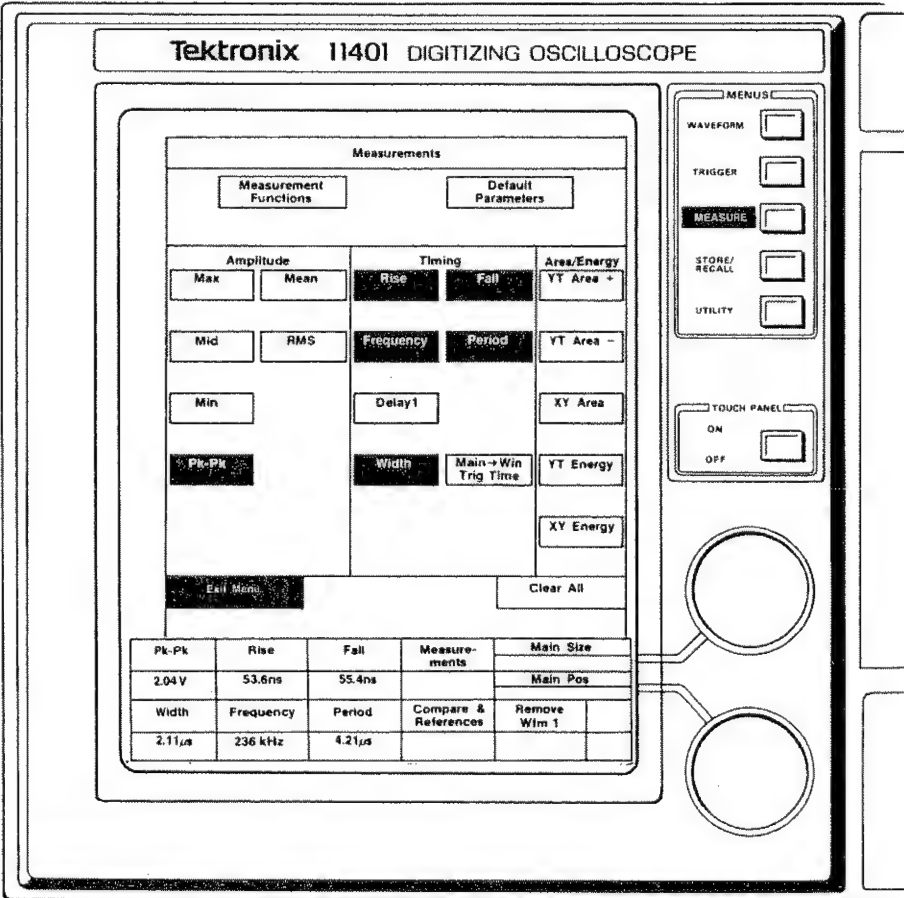 Tektronix 11401 DIGITIZING OSCILLOSCOPE
MENUS
WAVEFORM
TRIGGER
MEASURE
STORE/
RECALL
UTILITY
TOUCH PANEL
ON
OFF
Measurements
Measurement
Functions
Default
Parameters
Amplitude
Max
Mean
Mid
RMS
Min
Pk-Pk
Timing
Rise
Fall
Frequency
Period
Delay1
Width
Main→Win
Trig Time
Area/Energy
YT Area +
YT Area −
XY Area
YT Energy
XY Energy
Exit Menu
Clear All
Pk-Pk
2.04 V
Rise
53.6ns
Fall
55.4ns
Measure-
ments
Main Size
Main Pos
Width
2.11µs
Frequency
236 kHz
Period
4.21µs
Compare &
References
Remove
Wfm 1